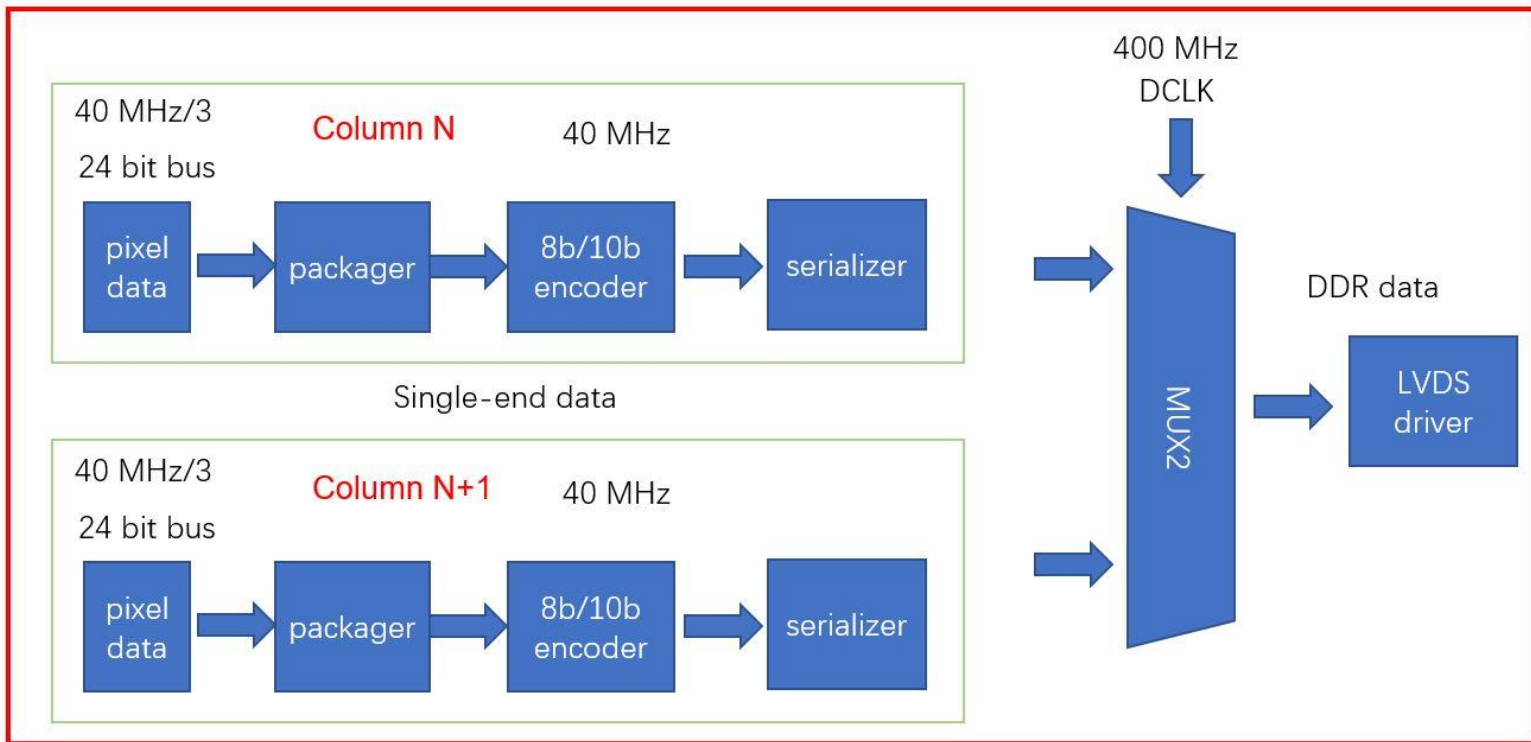 400 MHz
DCLK
40 MHz/3
Column N
40 MHz
24 bit bus
pixel
data
packager
8b/10b
encoder
serializer
DDR data
LVDS
driver
MUX2
Single-end data
40 MHz/3
Column N+1
40 MHz
24 bit bus
pixel
data
packager
8b/10b
encoder
serializer